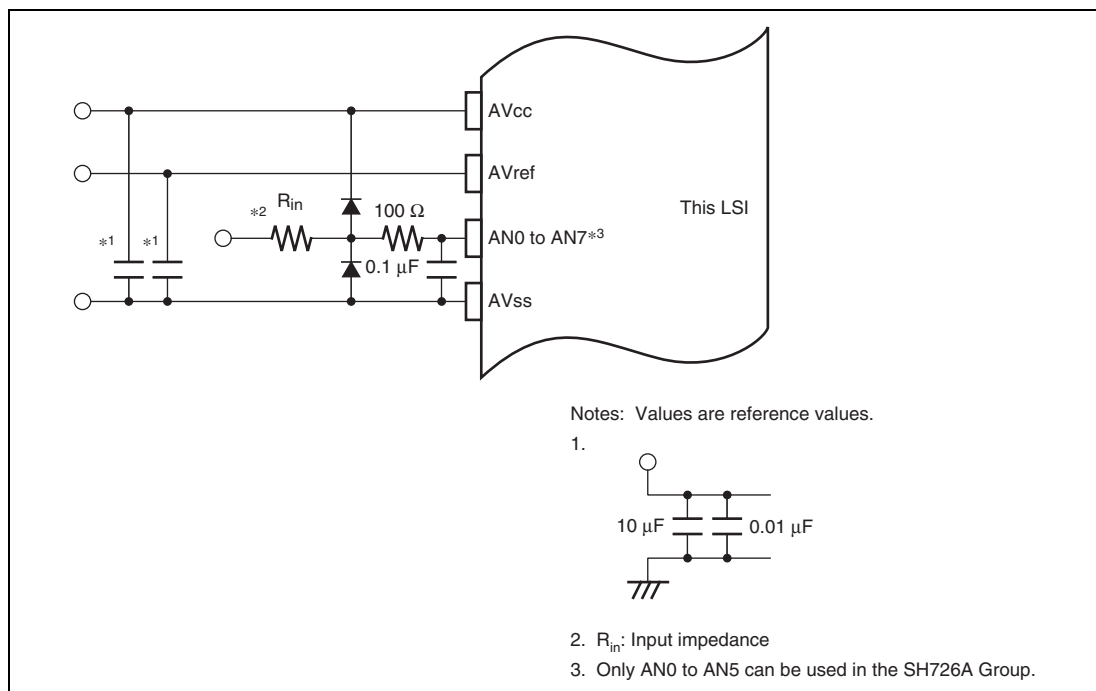 AVcc
AVref
This LSI
*2 Rin
100 Ω
*1 *1
AN0 to AN7*3
0.1 μF
AVss
Notes: Values are reference values.
1.
10 μF
0.01 μF
2. Rin: Input impedance
3. Only AN0 to AN5 can be used in the SH726A Group.